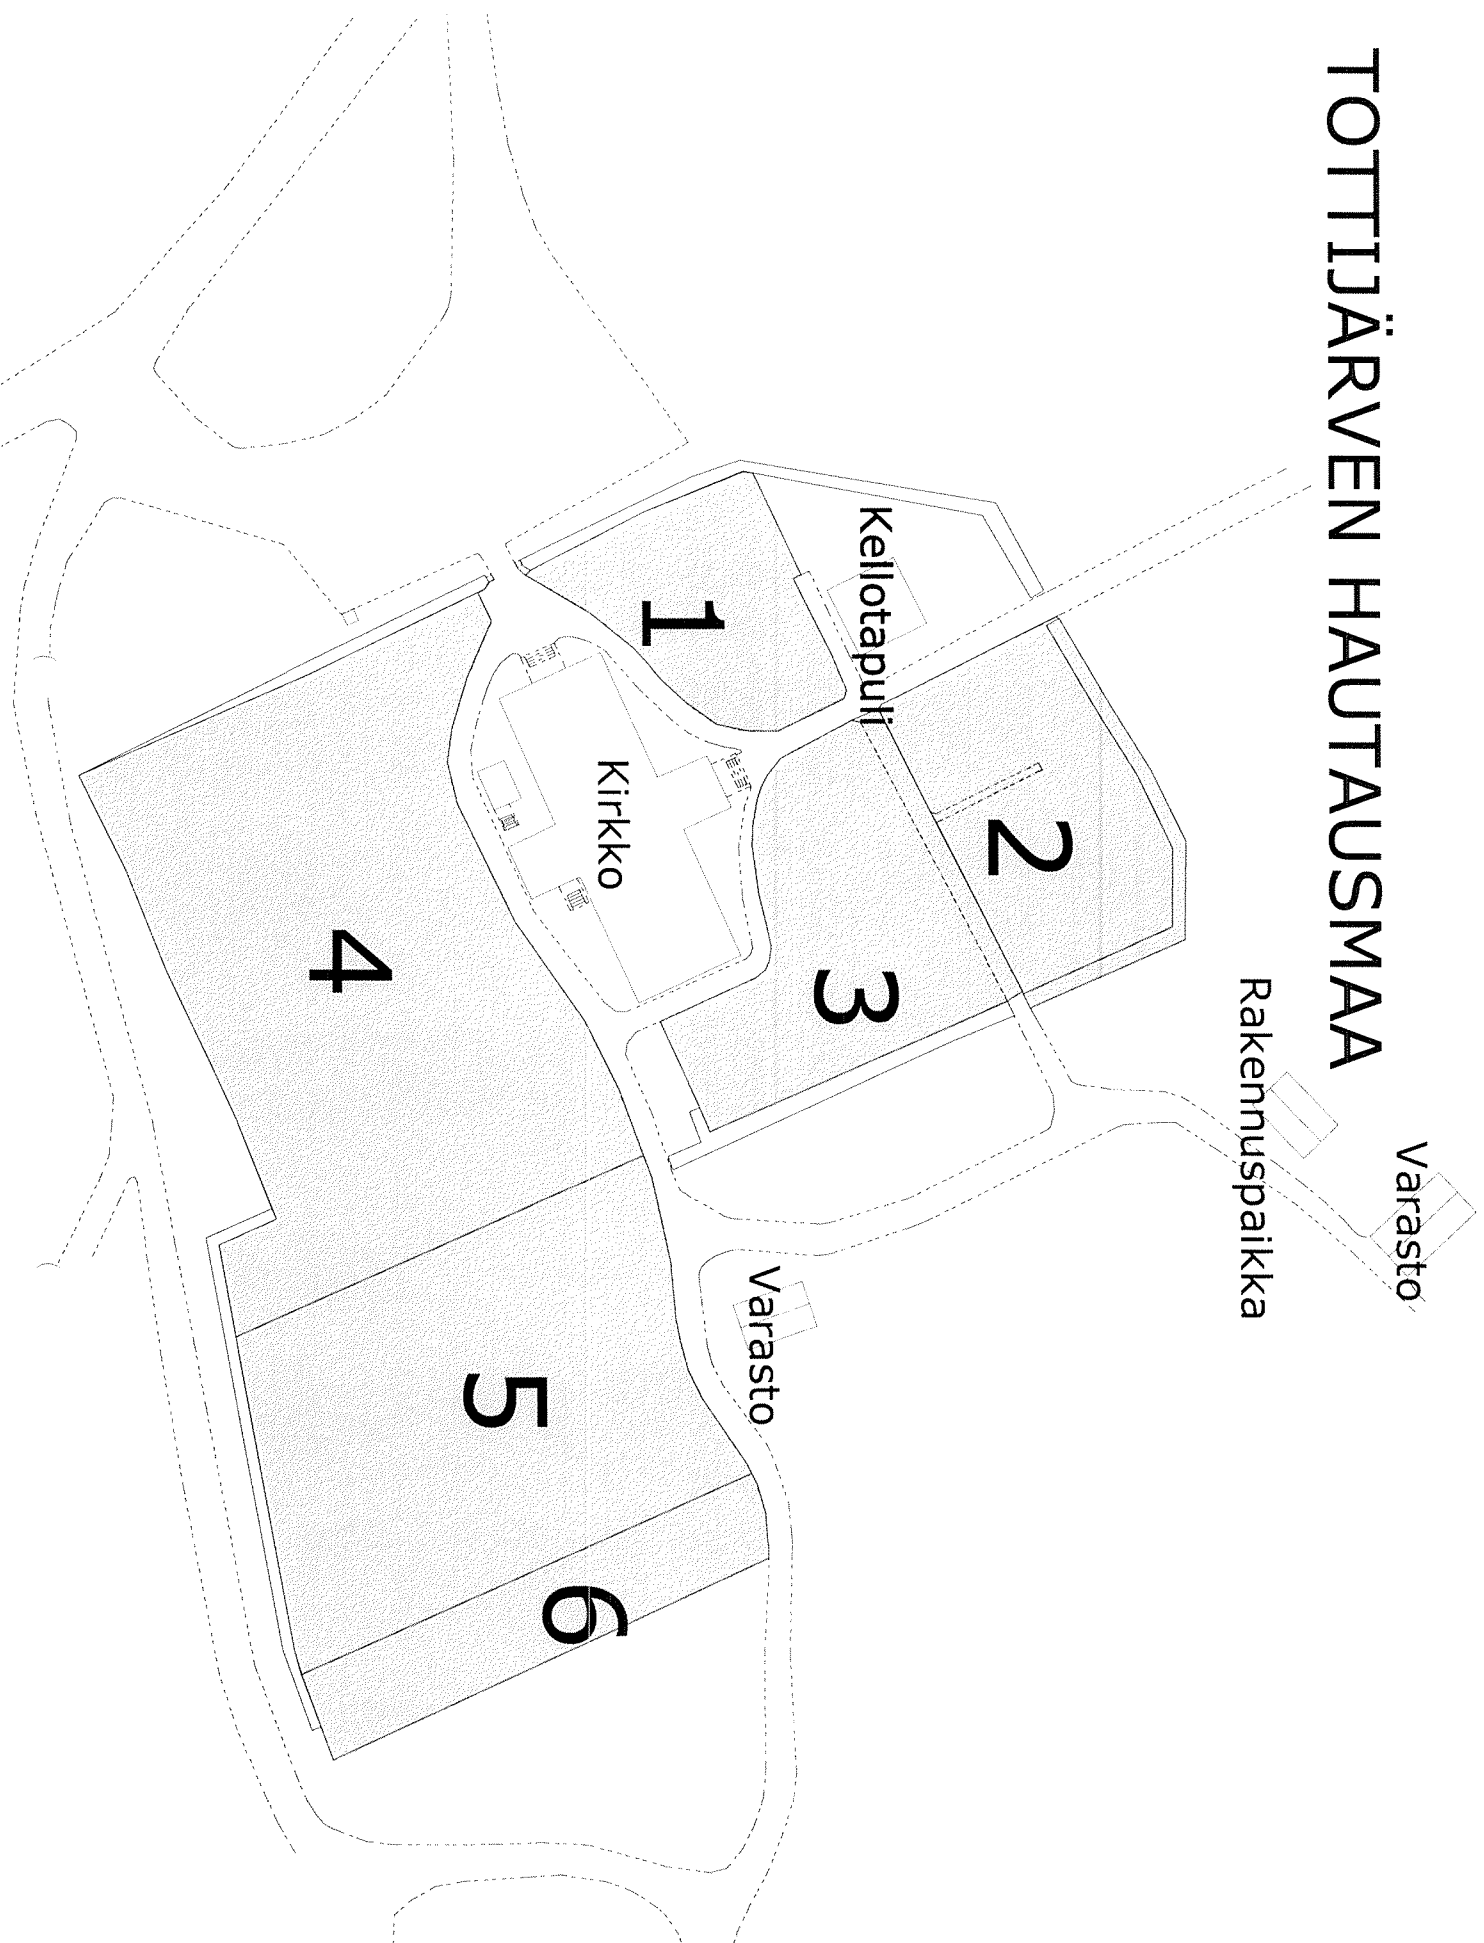 TOTTIJÄRVEN HAUTAUSMAA
Varasto
Rakennuspaikka
2
Kellotapuli
3
Varasto
1
Kirkko
6
5
4